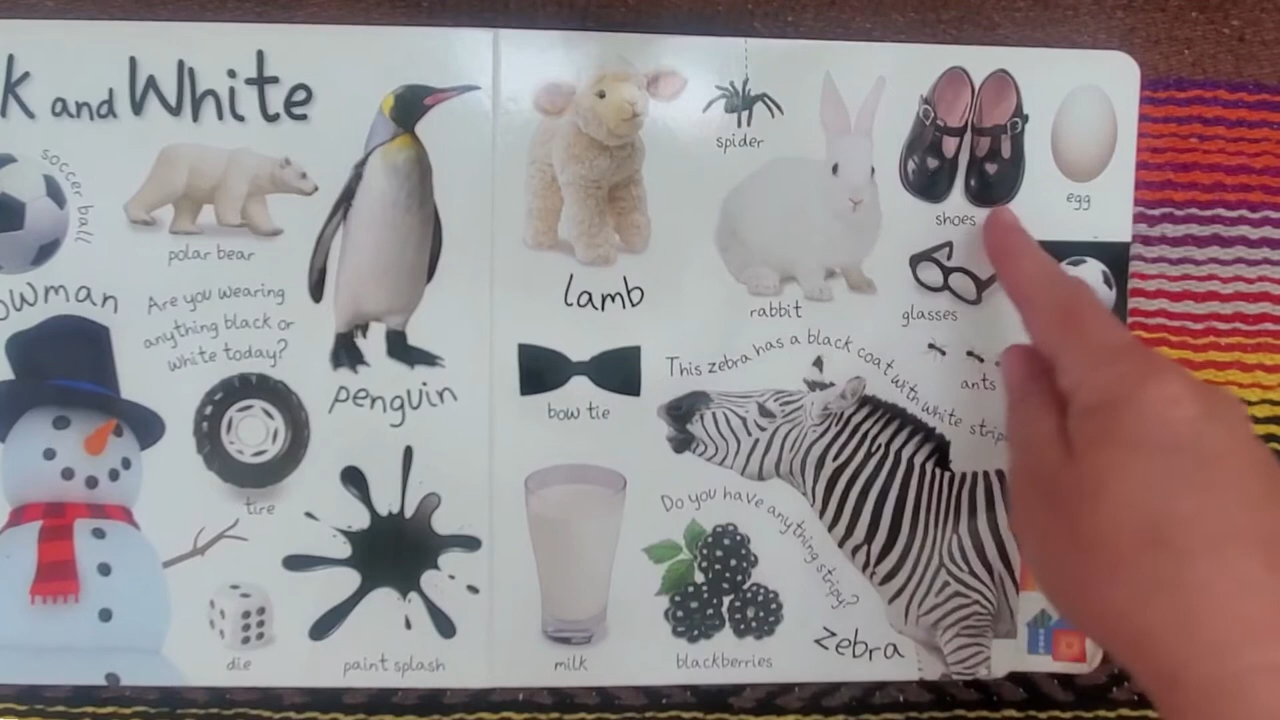 and White
soccer ball
polar bear
Are you wearing
anything black or
white today?
penguin
tire
die
paint splash
lamb
spider
rabbit
shoes
egg
glasses
ants
bow tie
This zebra has a black coat with white
Do you have anything stripy?
milk
blackberries
zebra